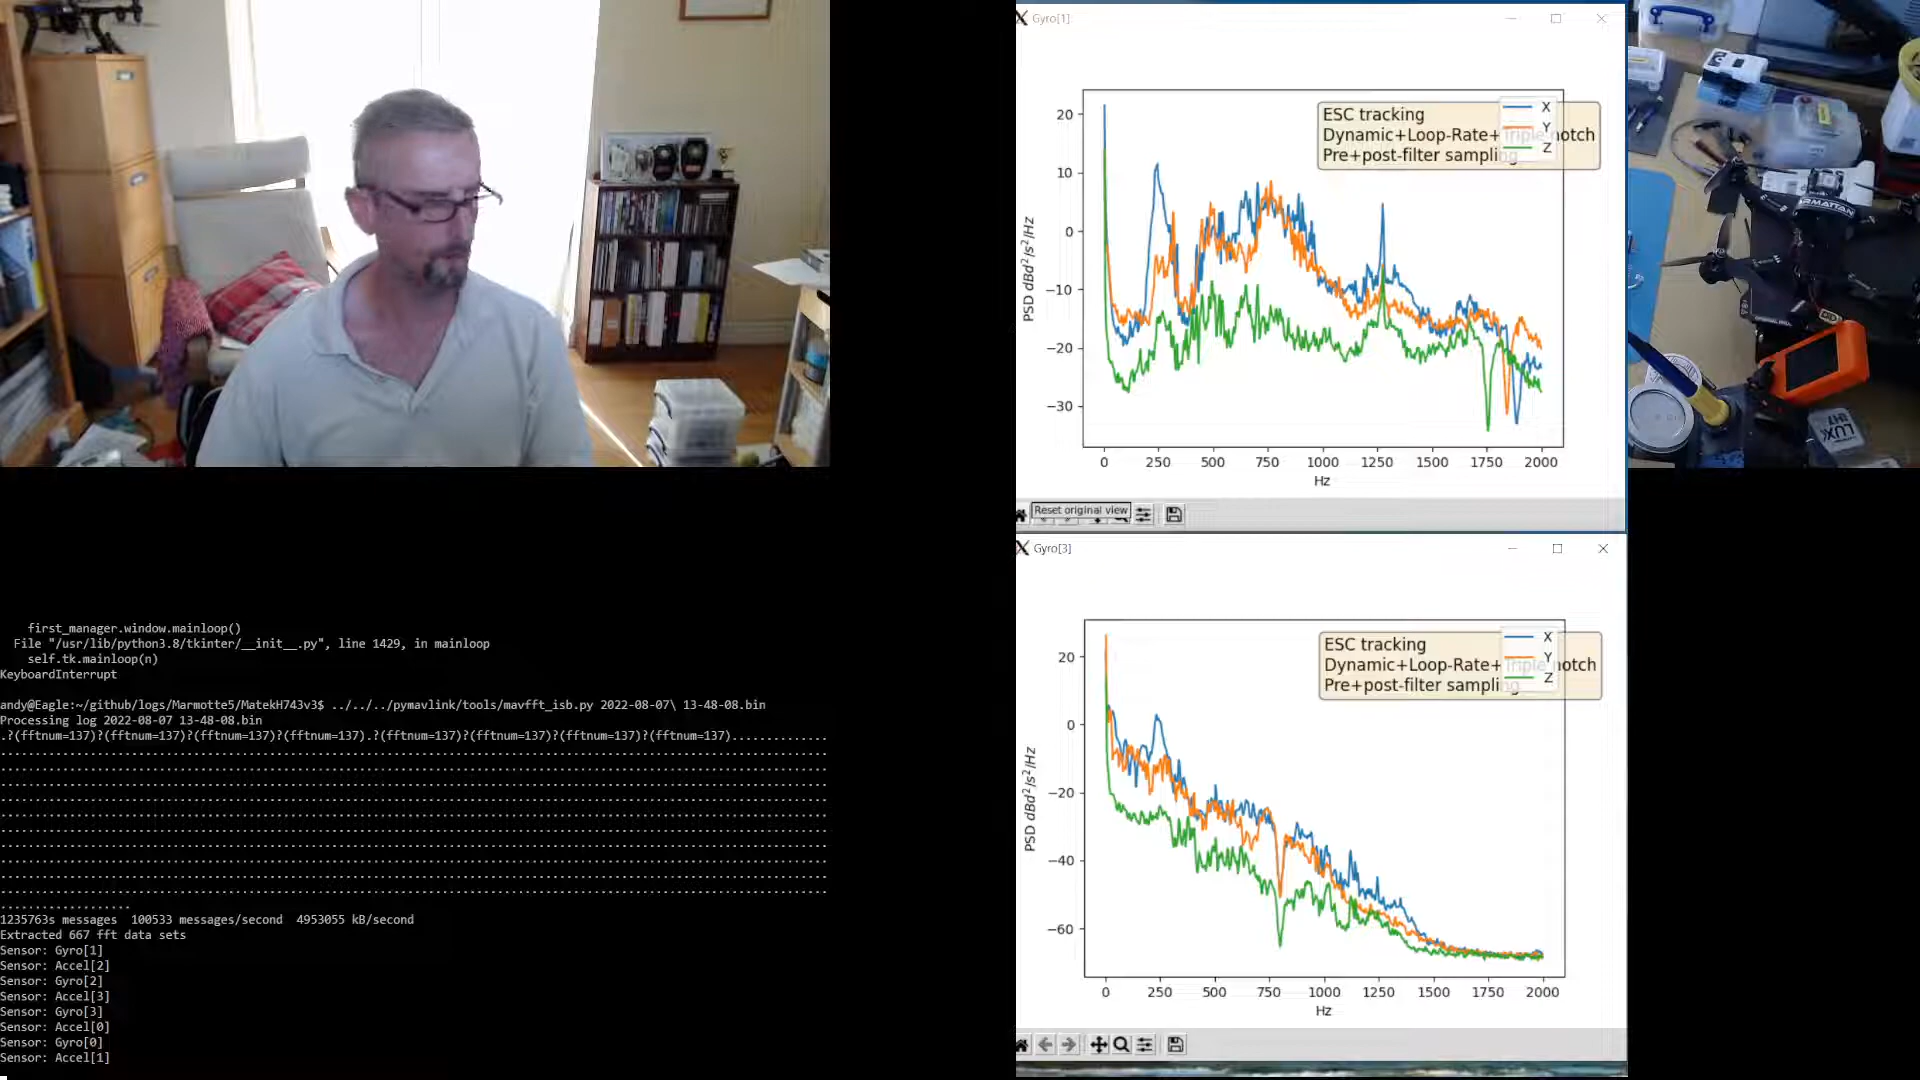 first_manager.window.mainloop()
File "/usr/lib/python3.8/tkinter/__init__.py", line 1429, in mainloop
self.tk.mainloop(n)
KeyboardInterrupt
andy@Eagle:~/github/logs/Marmotte5/MatekH743v3$ ../../../pymavlink/tools/mavfft_isb.py 2022-08-07\ 13-48-08.bin
Processing log 2022-08-07 13-48-08.bin
.?(fftnum=137)?(fftnum=137)?(fftnum=137)?(fftnum=137).?(fftnum=137)?(fftnum=137)?(fftnum=137)?(fftnum=137)..............
1235763s messages  100533 messages/second  4953055 kB/second
Extracted 667 fft data sets
Sensor: Gyro[1]
Sensor: Accel[2]
Sensor: Gyro[2]
Sensor: Accel[3]
Sensor: Gyro[3]
Sensor: Accel[0]
Sensor: Gyro[0]
Sensor: Accel[1]
Gyro[1]
ESC tracking
Dynamic+Loop-Rate+Triple notch
Pre+post-filter sampling
X
Y
Z
20
10
0
−10
−20
−30
PSD dBd²/s²/Hz
0 250 500 750 1000 1250 1500 1750 2000
Hz
Reset original view
Gyro[3]
ESC tracking
Dynamic+Loop-Rate+Triple notch
Pre+post-filter sampling
X
Y
Z
20
0
−20
−40
−60
PSD dBd²/s²/Hz
0 250 500 750 1000 1250 1500 1750 2000
Hz
ARMATTAN
LUX